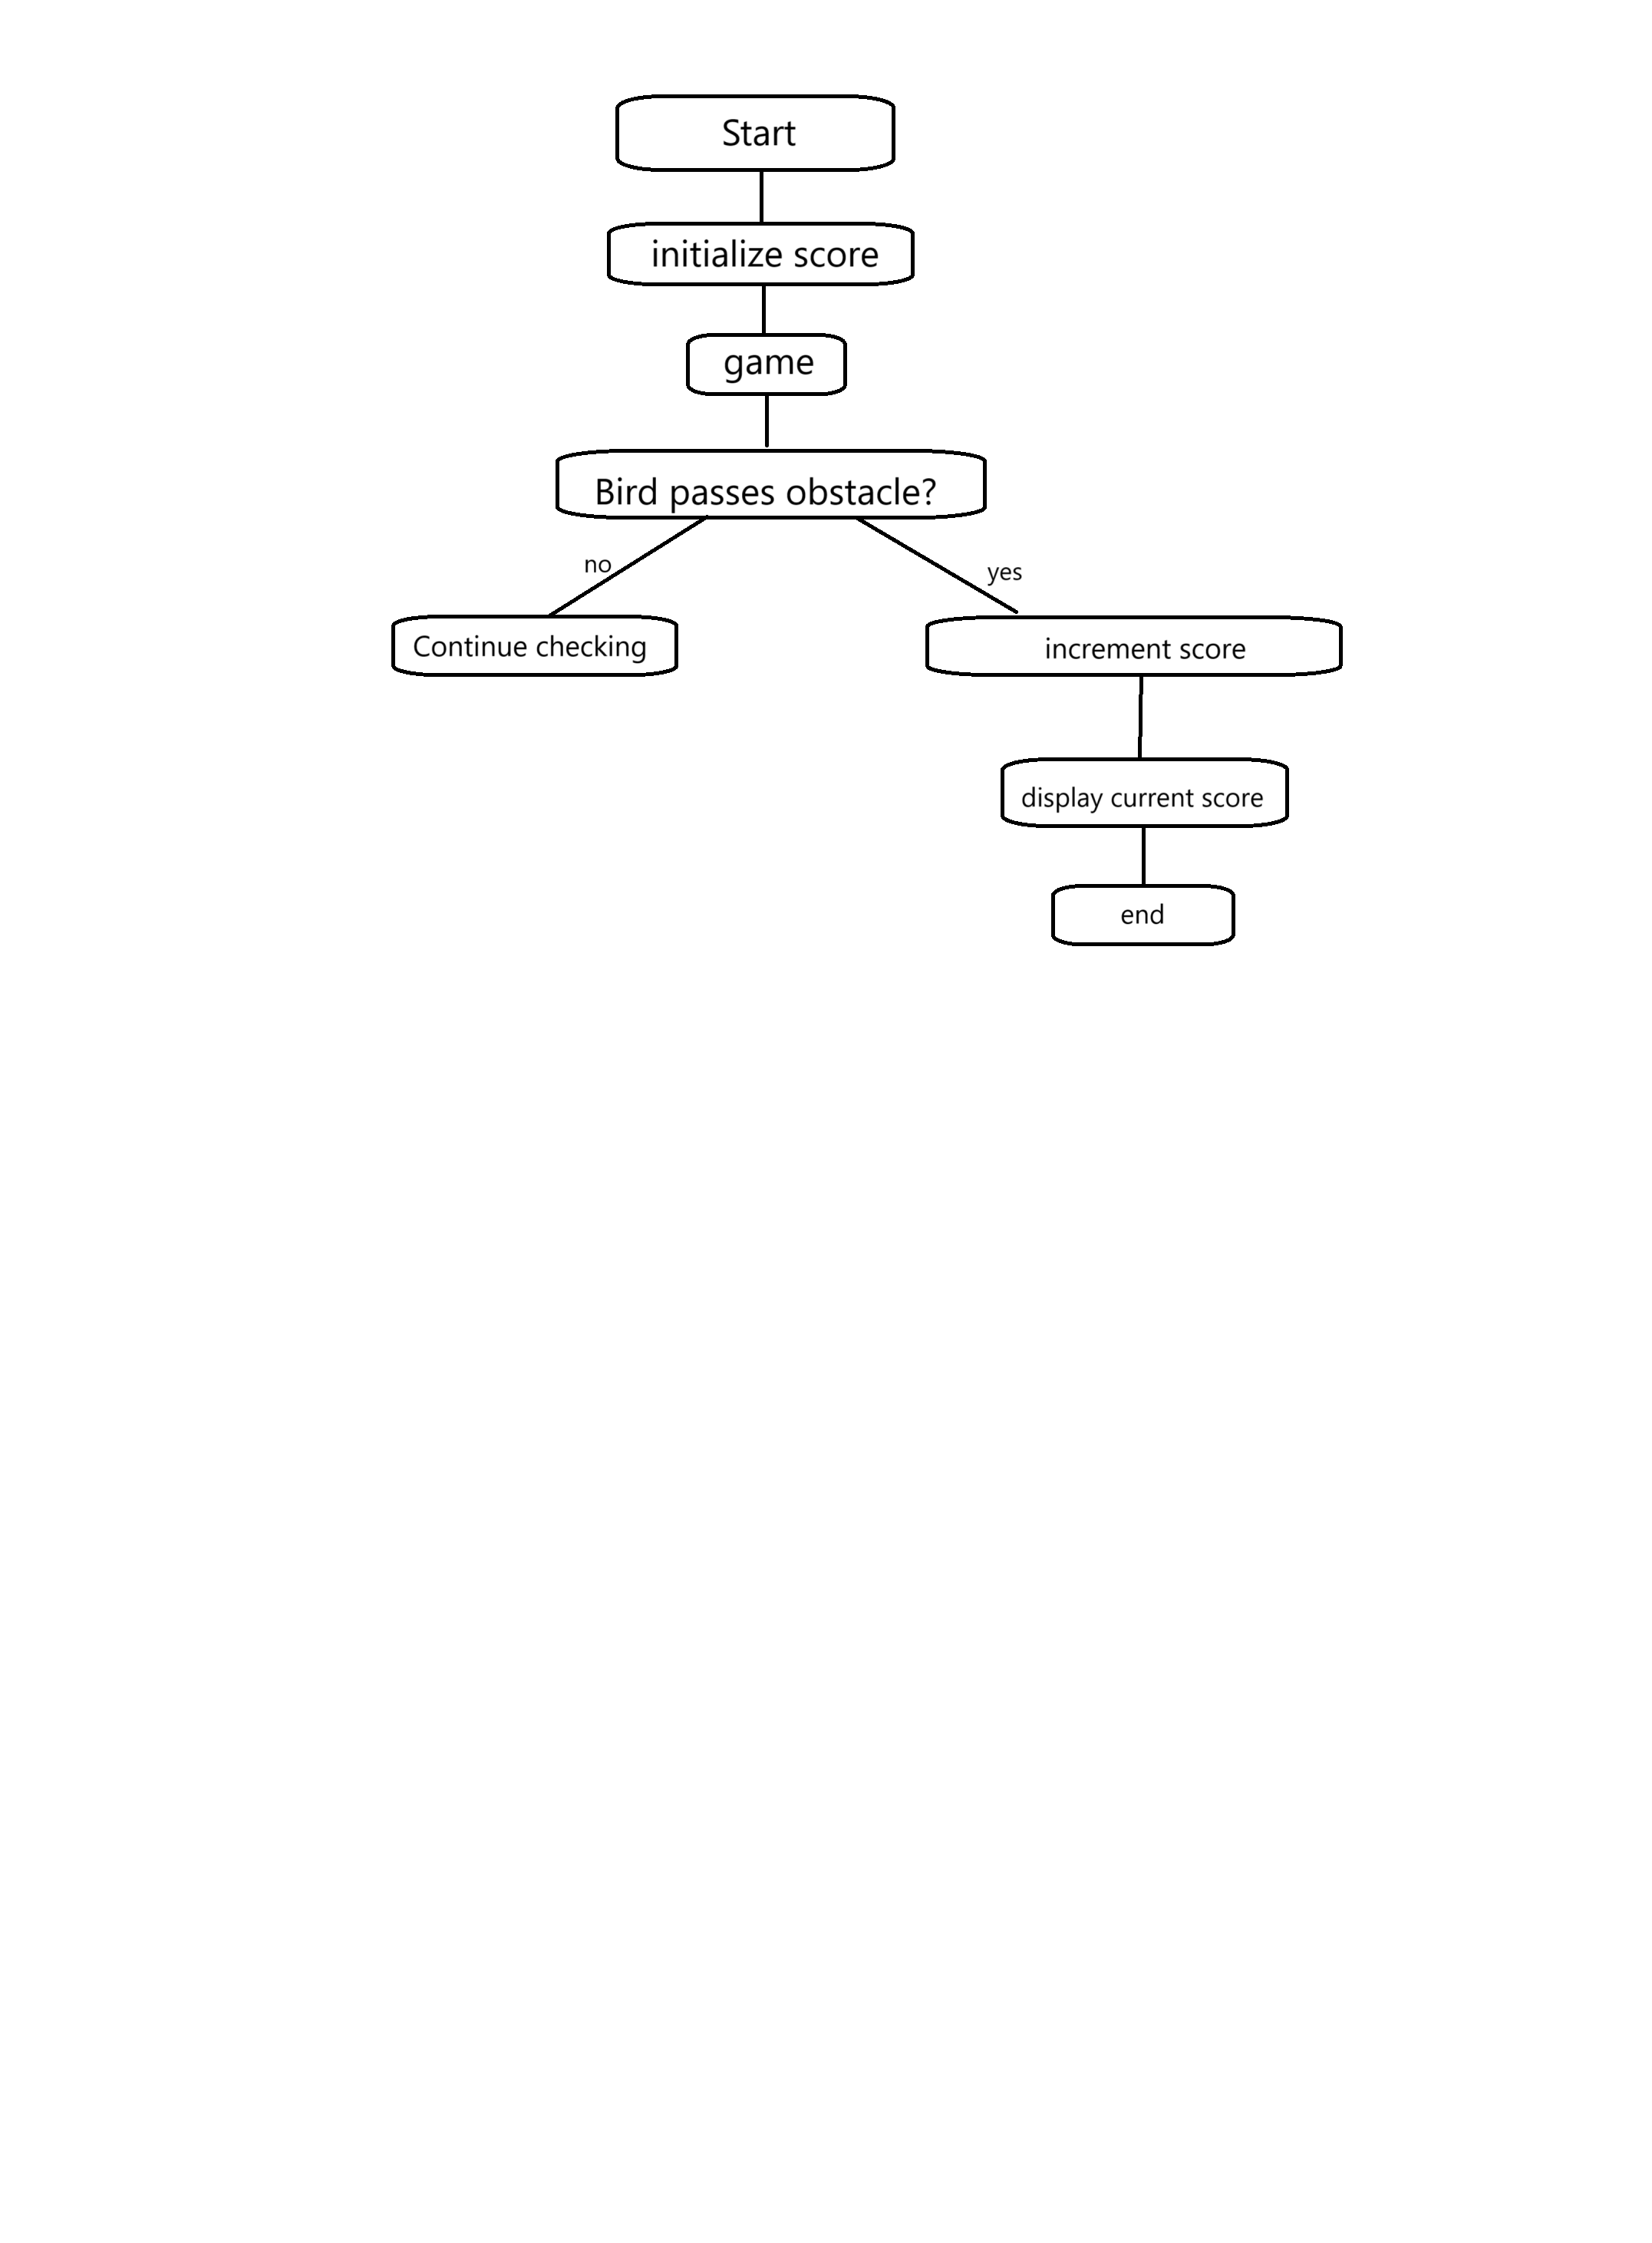 Start
initialize score
game
Bird passes obstacle?
no
yes
Continue checking
increment score
display current score
end